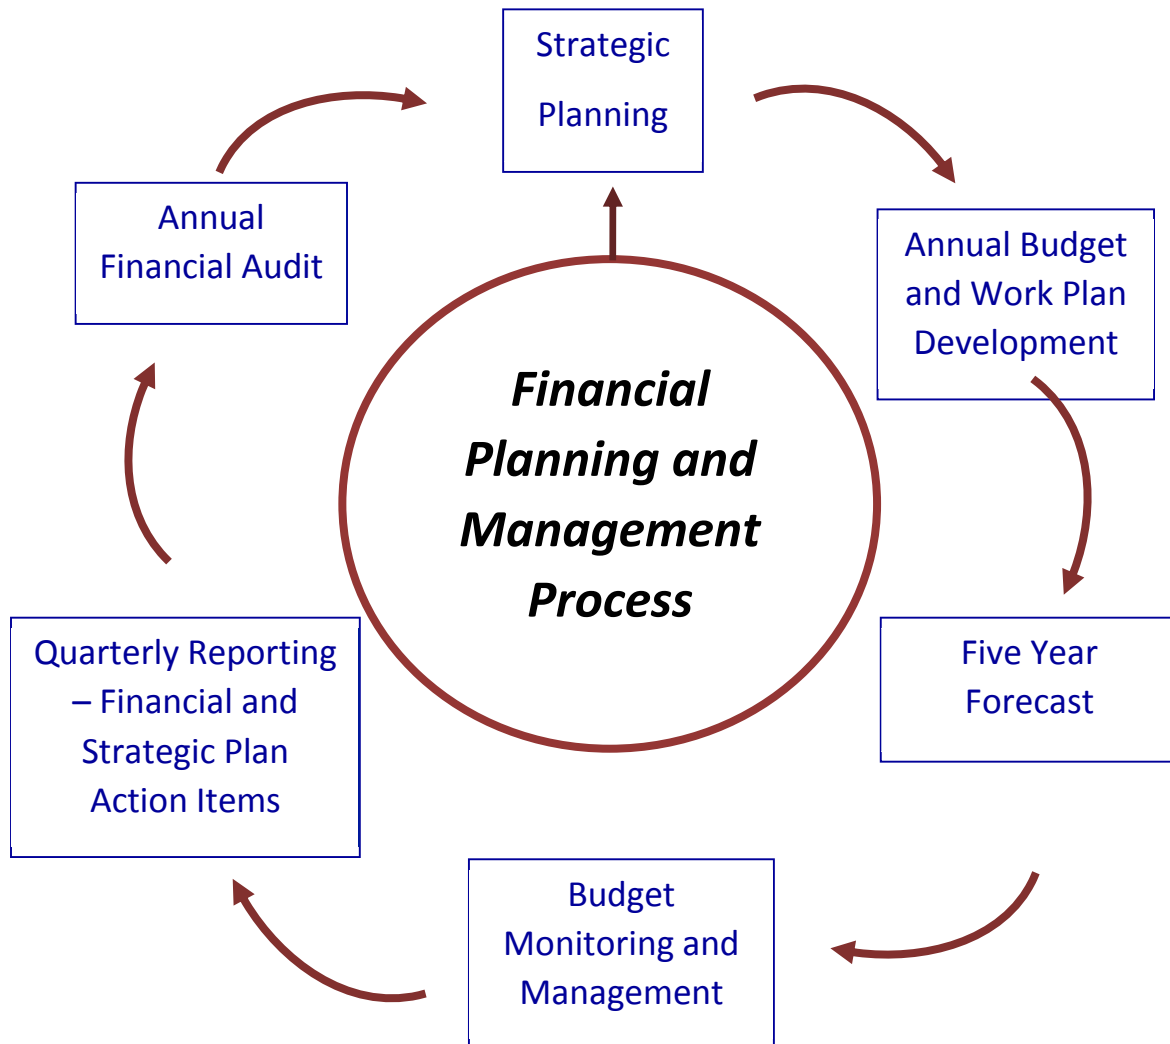 Strategic
Planning
Annual
Financial Audit
Annual Budget
and Work Plan
Development
Financial
Planning and
Management
Process
Quarterly Reporting
– Financial and
Strategic Plan
Action Items
Five Year
Forecast
Budget
Monitoring and
Management